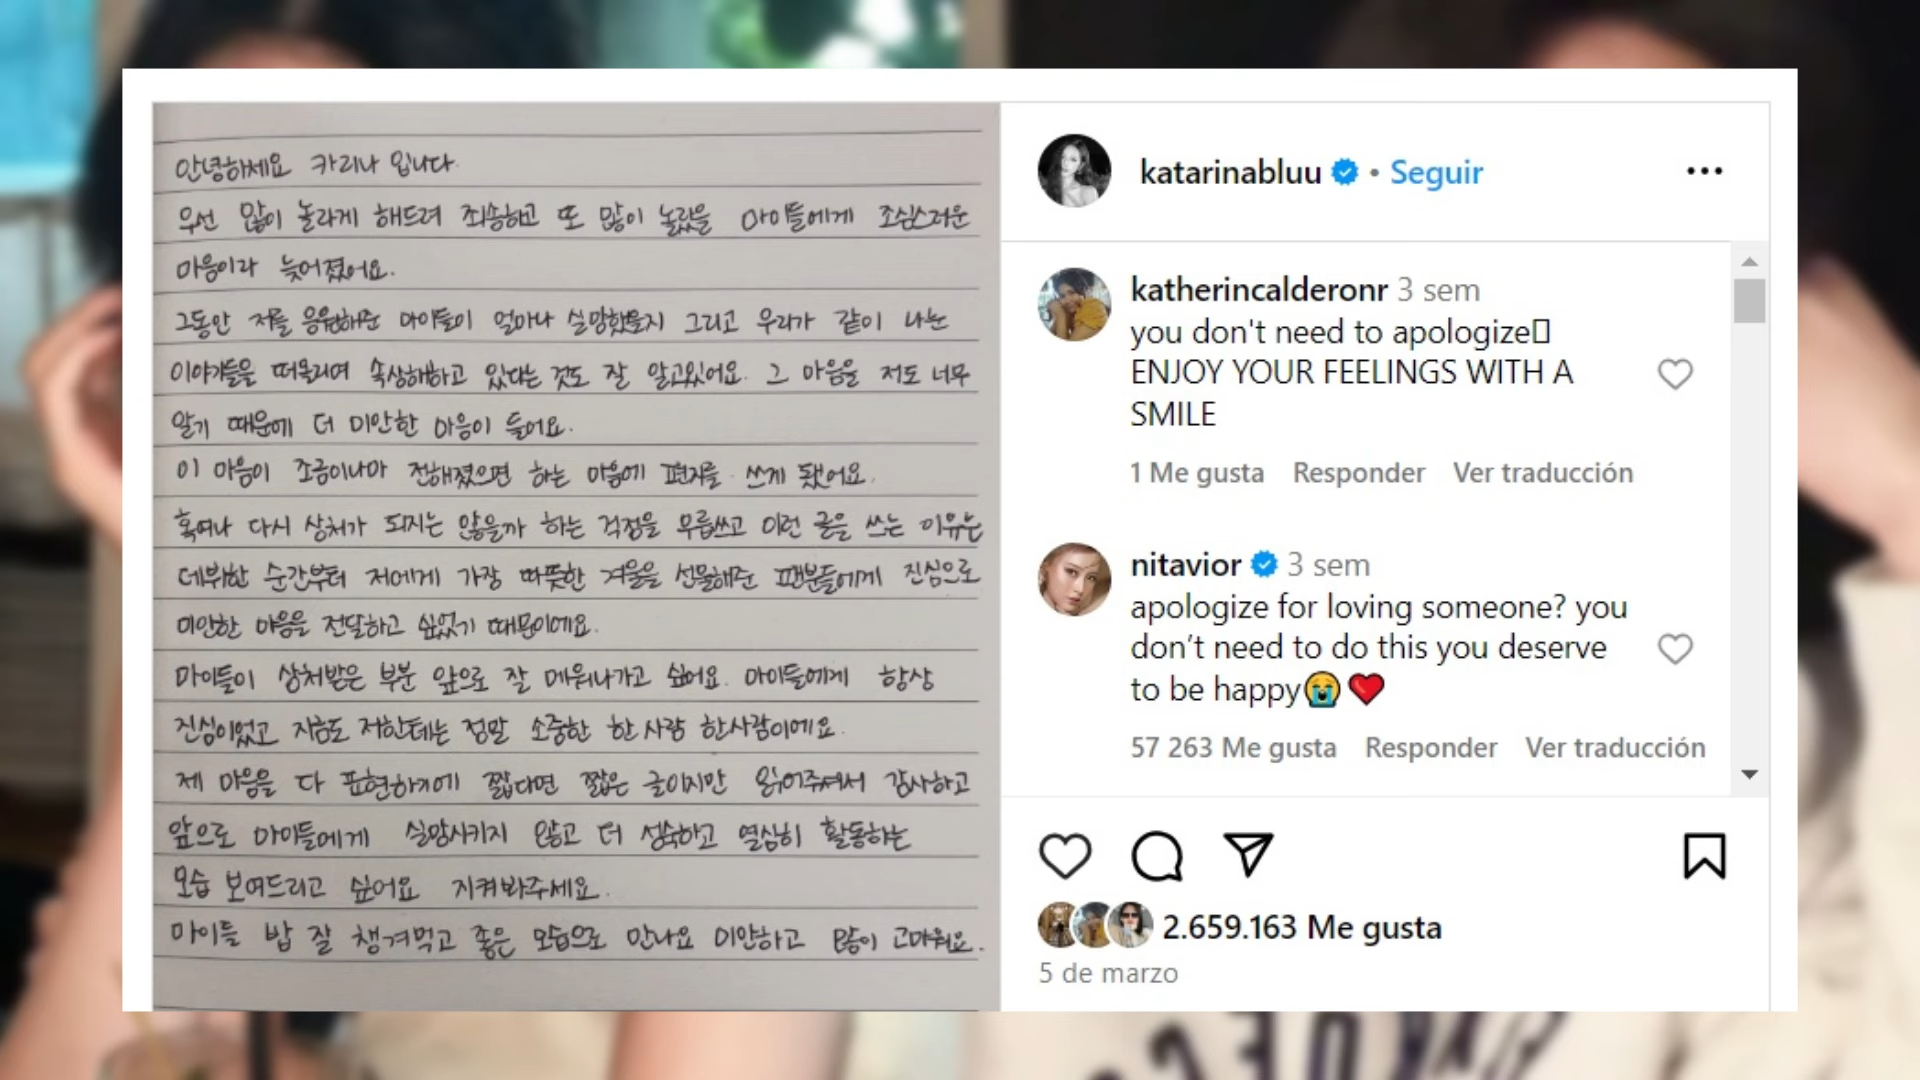 안녕하세요 카리나 입니다.
우선 많이 놀라게 해드려 죄송하고 또 많이 놀랐을 마이들에게 조심스러운
마음이라 늦어졌어요.
그동안 저를 응원해준 마이들이 얼마나 실망했을지 그리고 우리가 같이 나눈
이야기들을 떠올리며 속상해하고 있다는 것도 잘 알고있어요. 그 마음을 저도 너무
알기 때문에 더 미안한 마음이 들어요.
이 마음이 조금이나마 전해졌으면 하는 마음에 편지를 쓰게 됐어요.
혹여나 다시 상처가 되지는 않을까 하는 걱정을 무릅쓰고 이런 글을 쓰는 이유는
데뷔한 순간부터 저에게 가장 따뜻한 겨울을 선물해준 팬분들에게 진심으로
미안한 마음을 전달하고 싶었기 때문이에요.
마이들이 상처받은 부분 앞으로 잘 메워나가고 싶어요. 마이들에게 항상
진심이었고 지금도 저한테는 정말 소중한 한 사람 한사람이에요.
제 마음을 다 표현하기에 짧다면 짧은 글이지만 읽어주셔서 감사하고
앞으로 마이들에게 실망시키지 않고 더 성숙하고 열심히 활동하는
모습 보여드리고 싶어요 지켜봐주세요.
마이들 밥 잘 챙겨먹고 좋은 모습으로 만나요 미안하고 많이 고마워요.
katarinabluu • Seguir
katherincalderonr 3 sem
you don't need to apologize
ENJOY YOUR FEELINGS WITH A
SMILE
1 Me gusta Responder Ver traducción
nitavior 3 sem
apologize for loving someone? you
don’t need to do this you deserve
to be happy😭❤️
57 263 Me gusta Responder Ver traducción
2.659.163 Me gusta
5 de marzo